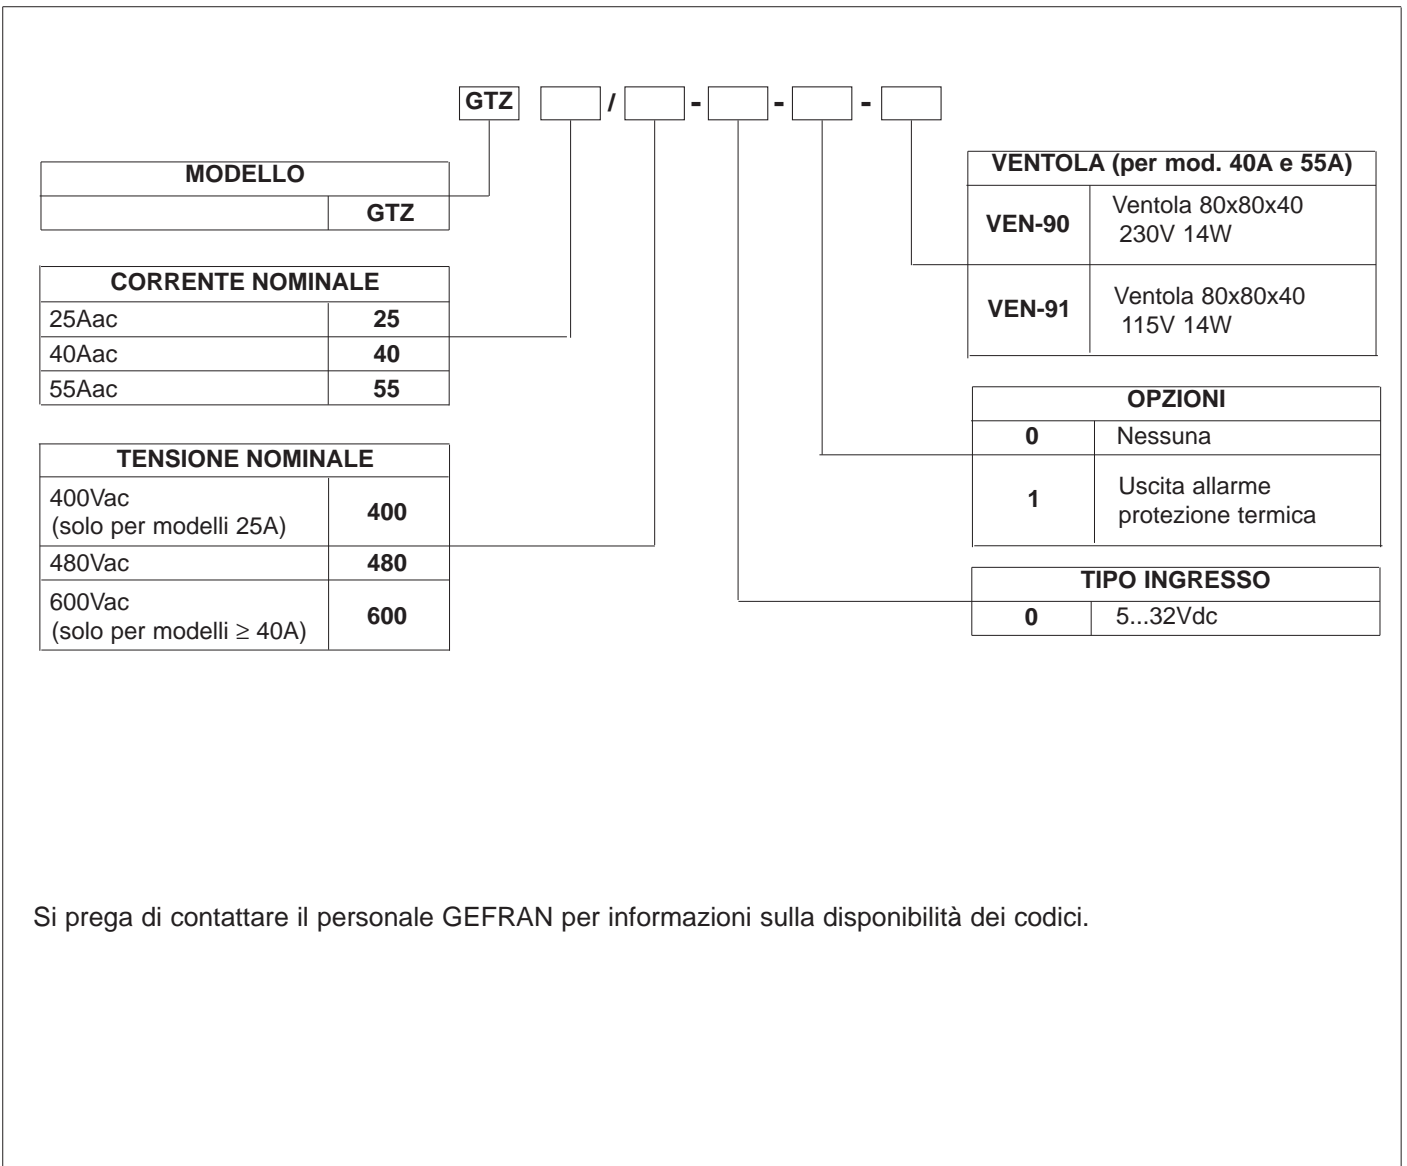 GTZ / - - -
MODELLO
GTZ
CORRENTE NOMINALE
25Aac 25
40Aac 40
55Aac 55
TENSIONE NOMINALE
400Vac
(solo per modelli 25A) 400
480Vac 480
600Vac
(solo per modelli ≥ 40A) 600
VENTOLA (per mod. 40A e 55A)
VEN-90 Ventola 80x80x40
230V 14W
VEN-91 Ventola 80x80x40
115V 14W
OPZIONI
0 Nessuna
1 Uscita allarme
protezione termica
TIPO INGRESSO
0 5...32Vdc
Si prega di contattare il personale GEFRAN per informazioni sulla disponibilità dei codici.